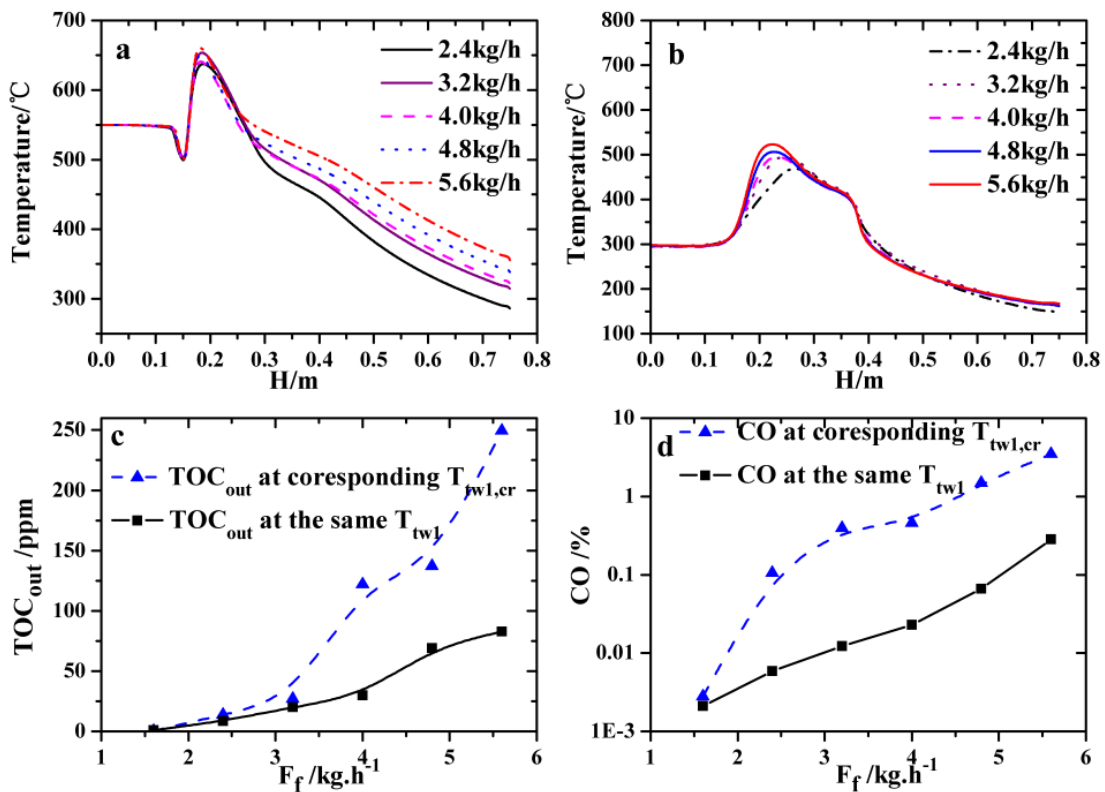 a
700
600
500
400
300
Temperature/℃
2.4kg/h
3.2kg/h
4.0kg/h
4.8kg/h
5.6kg/h
0.0 0.1 0.2 0.3 0.4 0.5 0.6 0.7 0.8
H/m
b
800
700
600
500
400
300
200
100
Temperature/℃
2.4kg/h
3.2kg/h
4.0kg/h
4.8kg/h
5.6kg/h
0.0 0.1 0.2 0.3 0.4 0.5 0.6 0.7 0.8
H/m
c
250
225
200
175
150
125
100
75
50
25
0
TOCout /ppm
TOCout at coresponding Ttw1,cr
TOCout at the same Ttw1
1 2 3 4 5 6
Ff /kg.h-1
d
10
1
0.1
0.01
1E-3
CO /%
CO at coresponding Ttw1,cr
CO at the same Ttw1
1 2 3 4 5 6
Ff /kg.h-1